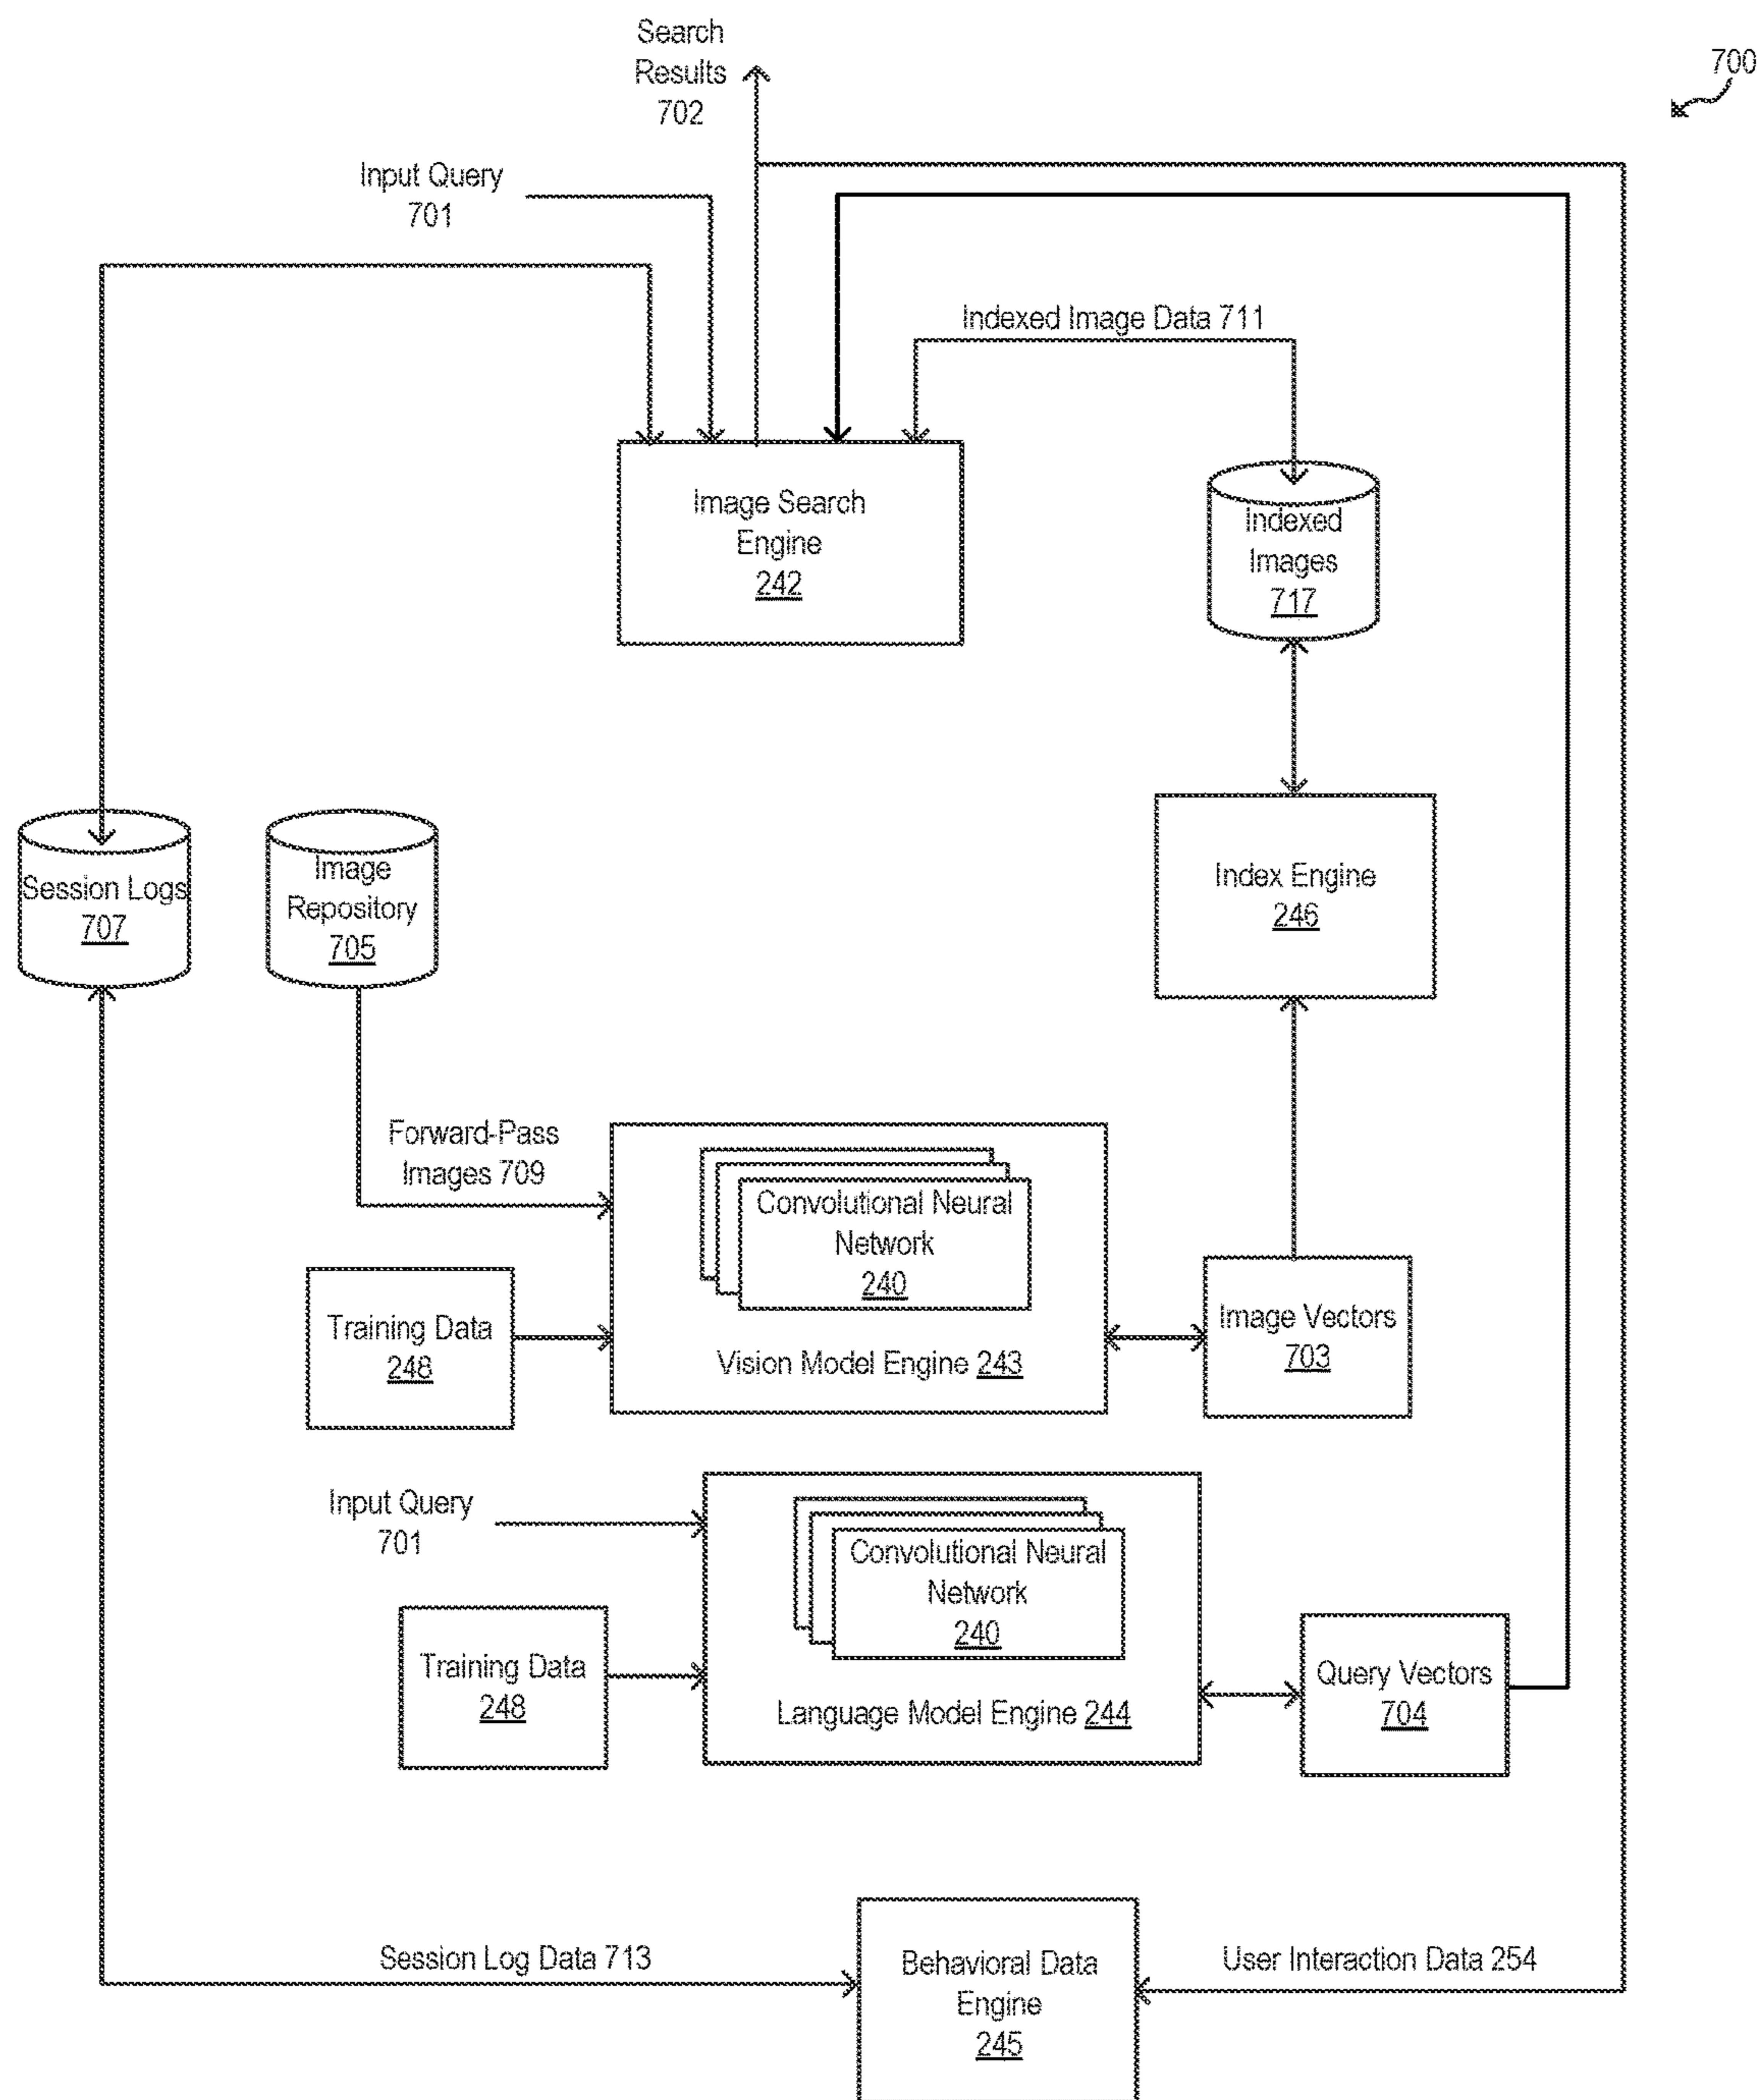 Search
Results
702
700
Input Query
701
Indexed Image Data 711
Image Search
Engine
242
Indexed
Images
717
Session Logs
707
Image
Repository
705
Index Engine
246
Forward-Pass
Images 709
Convolutional Neural
Network
240
Vision Model Engine 243
Training Data
248
Image Vectors
703
Input Query
701
Convolutional Neural
Network
240
Language Model Engine 244
Training Data
248
Query Vectors
704
Session Log Data 713
Behavioral Data
Engine
245
User Interaction Data 254